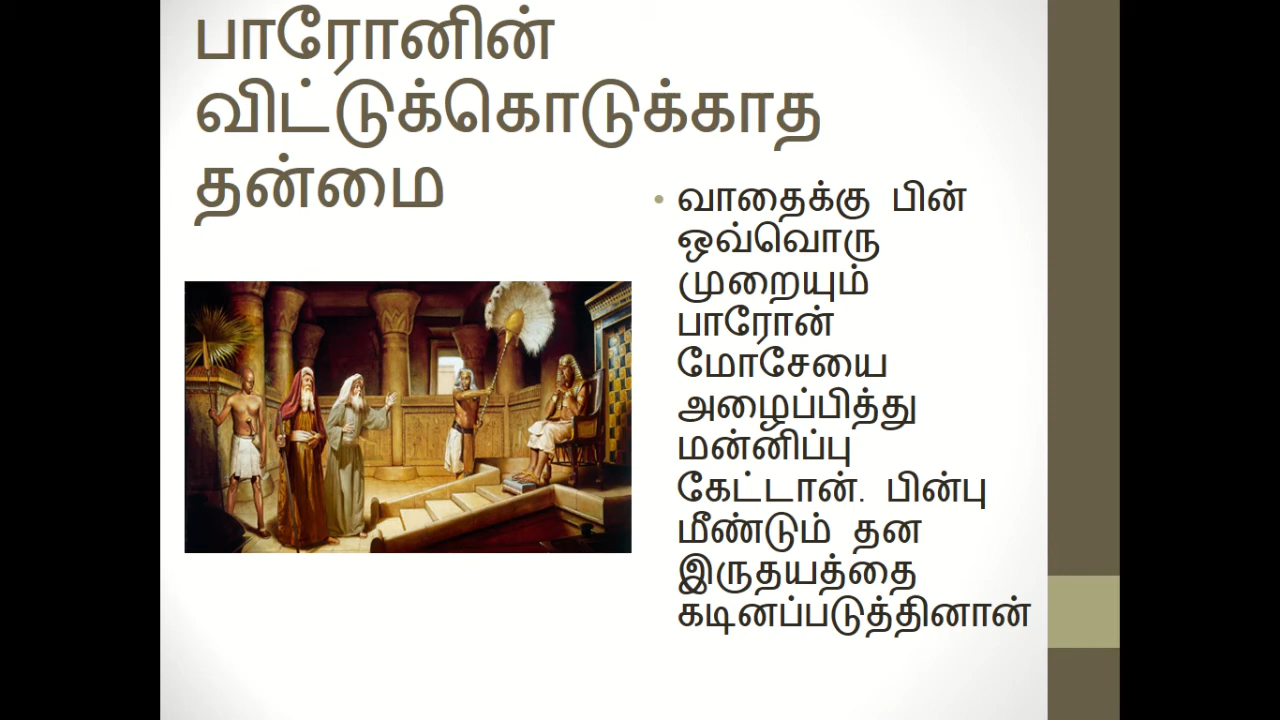 பாரோனின்
விட்டுக்கொடுக்காத
தன்மை
• வாதைக்கு பின்
ஒவ்வொரு
முறையும்
பாரோன்
மோசேயை
அழைப்பித்து
மன்னிப்பு
கேட்டான். பின்பு
மீண்டும் தன
இருதயத்தை
கடினப்படுத்தினான்